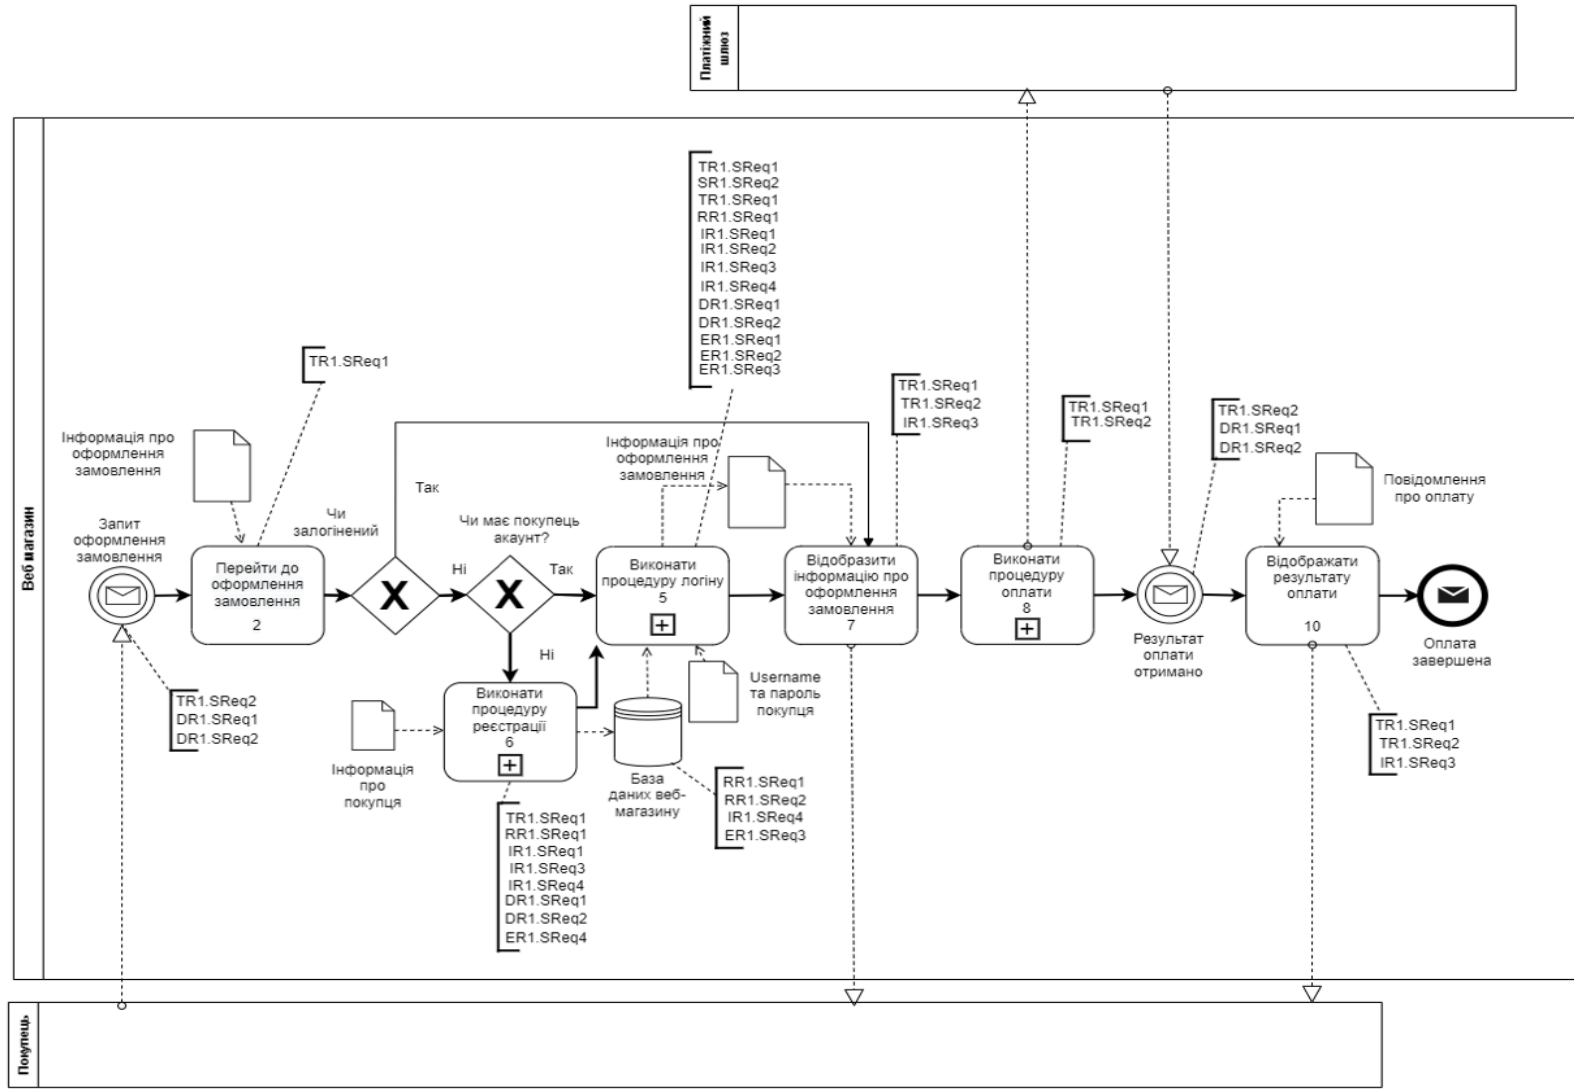 Платіжний
шлюз
Веб магазин
TR1.SReq1
SR1.SReq2
TR1.SReq1
RR1.SReq1
IR1.SReq1
IR1.SReq2
IR1.SReq3
IR1.SReq4
DR1.SReq1
DR1.SReq2
ER1.SReq1
ER1.SReq2
ER1.SReq3
TR1.SReq1
TR1.SReq1
TR1.SReq2
IR1.SReq3
TR1.SReq1
TR1.SReq2
TR1.SReq2
DR1.SReq1
DR1.SReq2
Інформація про
оформлення
замовлення
Інформація про
оформлення
замовлення
Повідомлення
про оплату
Так
Запит
оформлення
замовлення
Чи
залогінений
Чи має покупець
акаунт?
Перейти до
оформлення
замовлення
2
X
Ні
X
Так
Виконати
процедуру логіну
5
Відобразити
інформацію про
оформлення
замовлення
7
Виконати
процедуру
оплати
8
Результат
оплати
отримано
Відображати
результату
оплати
10
Оплата
завершена
Ні
TR1.SReq2
DR1.SReq1
DR1.SReq2
Виконати
процедуру
реєстрації
6
Username
та пароль
покупця
Інформація
про
покупця
База
даних веб-
магазину
RR1.SReq1
RR1.SReq2
IR1.SReq4
ER1.SReq3
TR1.SReq1
TR1.SReq2
IR1.SReq3
TR1.SReq1
RR1.SReq1
IR1.SReq1
IR1.SReq3
IR1.SReq4
DR1.SReq1
DR1.SReq2
ER1.SReq4
Покупець